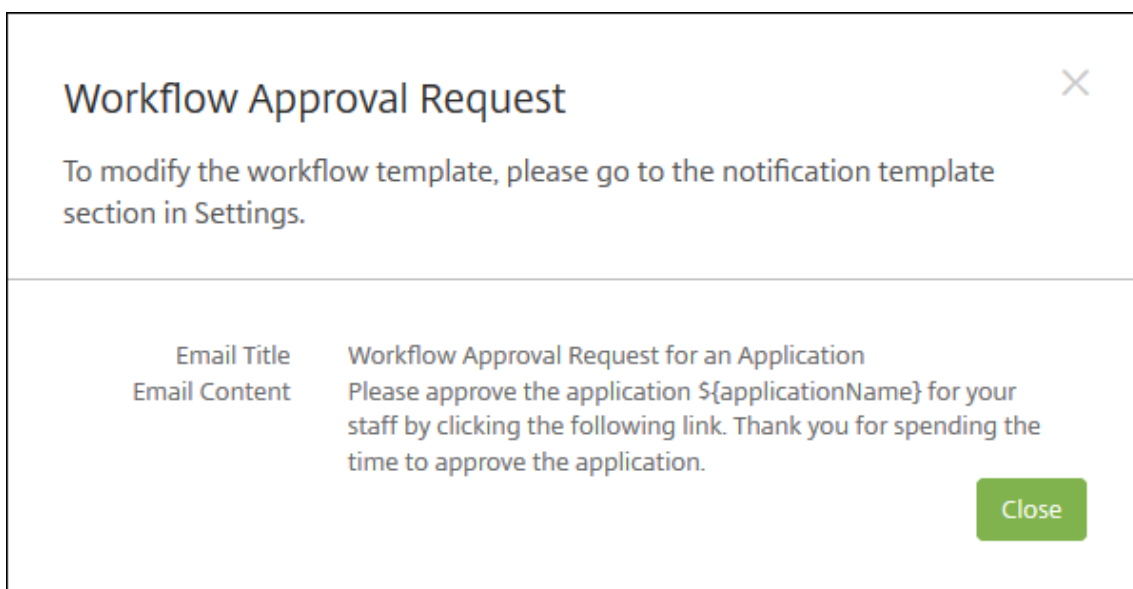 Workflow Approval Request
To modify the workflow template, please go to the notification template
section in Settings.
Email Title Workflow Approval Request for an Application
Email Content Please approve the application ${applicationName} for your
staff by clicking the following link. Thank you for spending the
time to approve the application.
Close